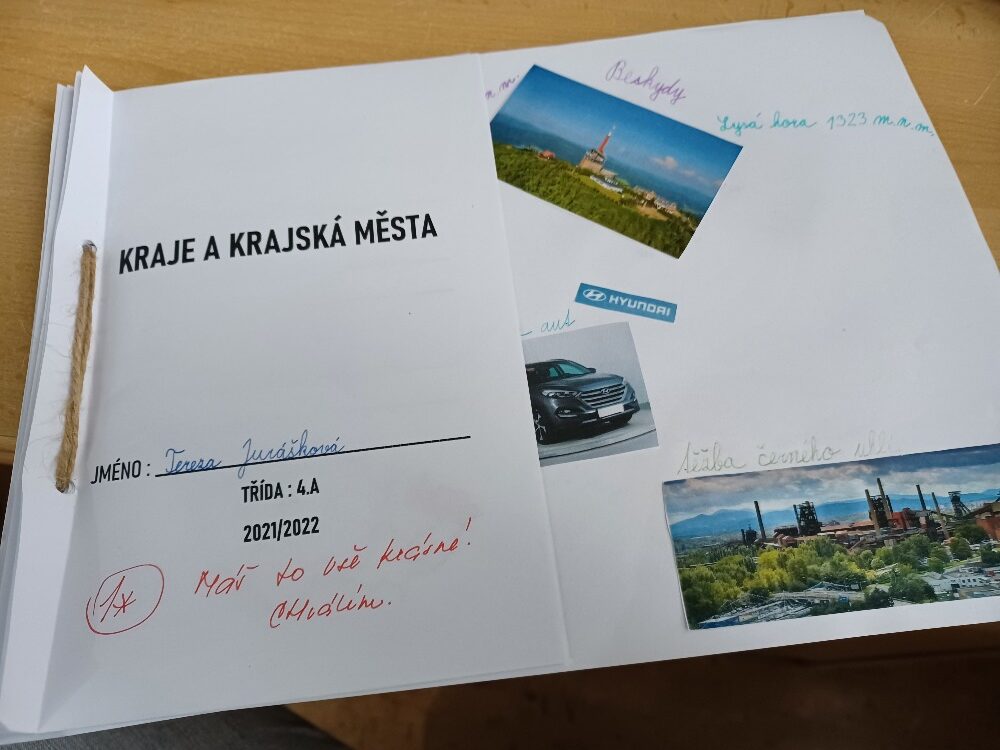 KRAJE A KRAJSKÁ MĚSTA
JMÉNO : Tereza Jurášková
TŘÍDA : 4.A
2021/2022
1* Máš to vše krásné!
Chválím.
n.m.
Beskydy
Lysá hora 1323 m.n.m.
HYUNDAI
aut
těžba černého uhl